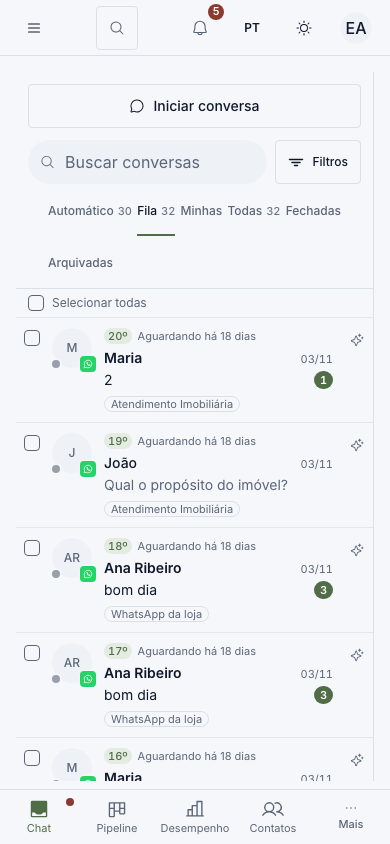 5
PT
EA
Iniciar conversa
Buscar conversas
Filtros
Automático 30 Fila 32 Minhas Todas 32 Fechadas
Arquivadas
Selecionar todas
M
20º Aguardando há 18 dias
Maria 03/11
2 1
Atendimento Imobiliária
J
19º Aguardando há 18 dias
João 03/11
Qual o propósito do imóvel?
Atendimento Imobiliária
AR
18º Aguardando há 18 dias
Ana Ribeiro 03/11
bom dia 3
WhatsApp da loja
AR
17º Aguardando há 18 dias
Ana Ribeiro 03/11
bom dia 3
WhatsApp da loja
M
16º Aguardando há 18 dias
Maria 03/11
Chat Pipeline Desempenho Contatos Mais